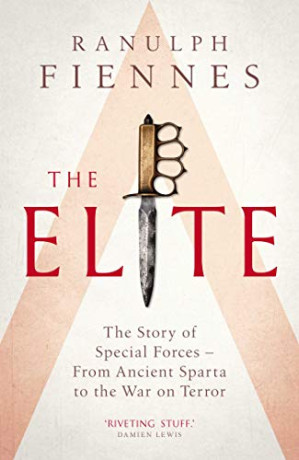 RANULPH
FIENNES
THE
ELITE
The Story of
Special Forces –
From Ancient Sparta
to the War on Terror
‘RIVETING STUFF.’
DAMIEN LEWIS